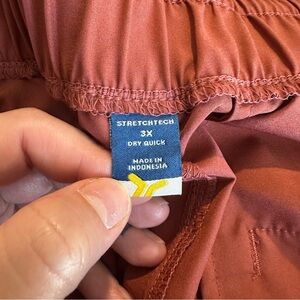 STRETCHTECH
3X
DRY QUICK
MADE IN
INDONESIA